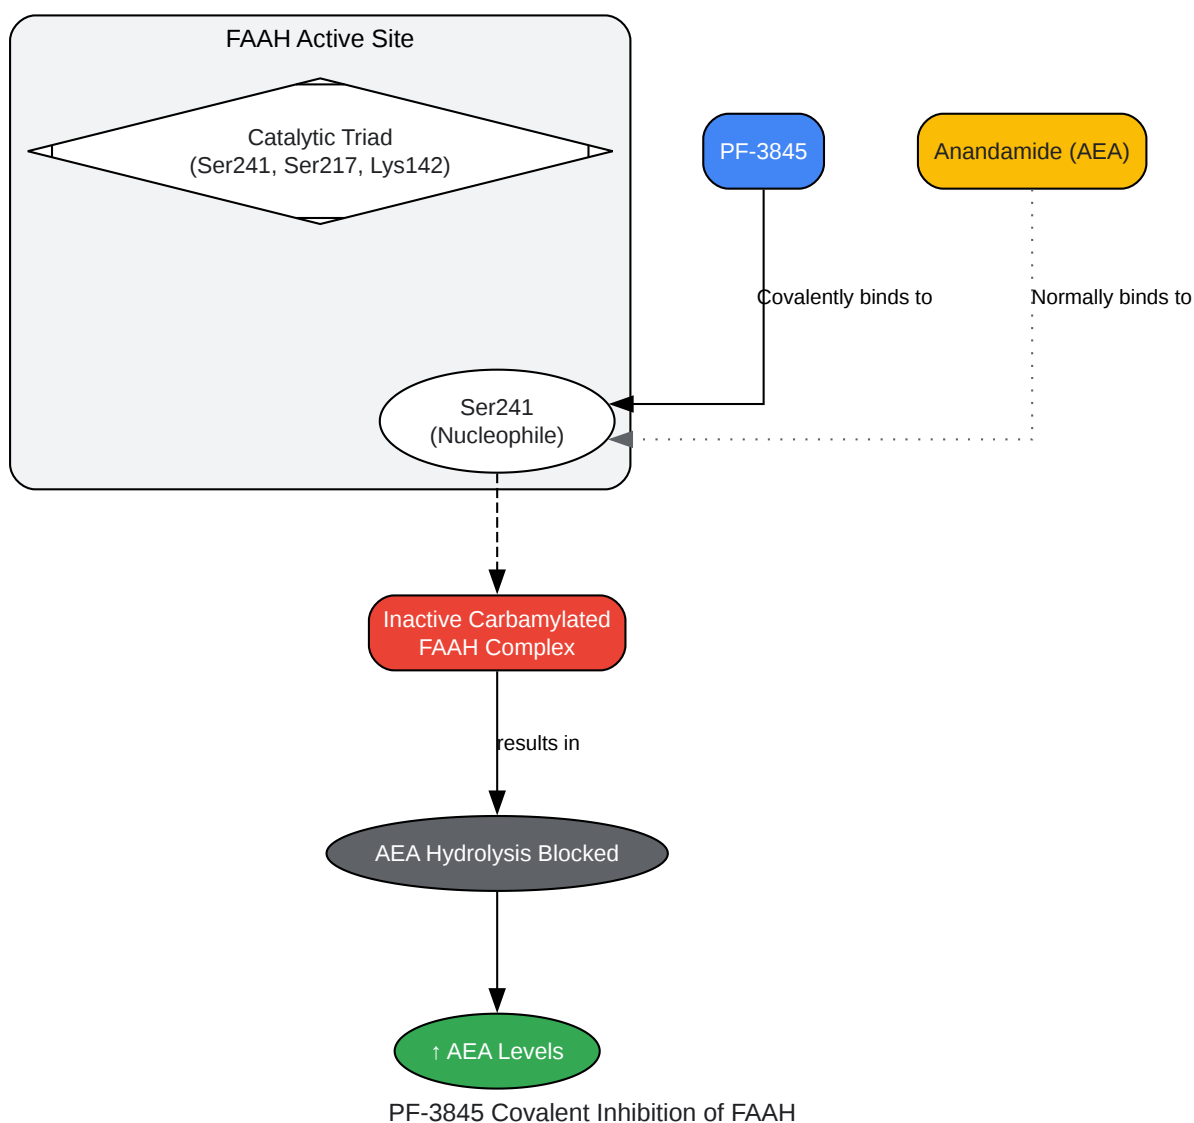 FAAH Active Site
Catalytic Triad
(Ser241, Ser217, Lys142)
PF-3845
Anandamide (AEA)
Covalently binds to
Normally binds to
Ser241
(Nucleophile)
Inactive Carbamylated
FAAH Complex
results in
AEA Hydrolysis Blocked
↑ AEA Levels
PF-3845 Covalent Inhibition of FAAH